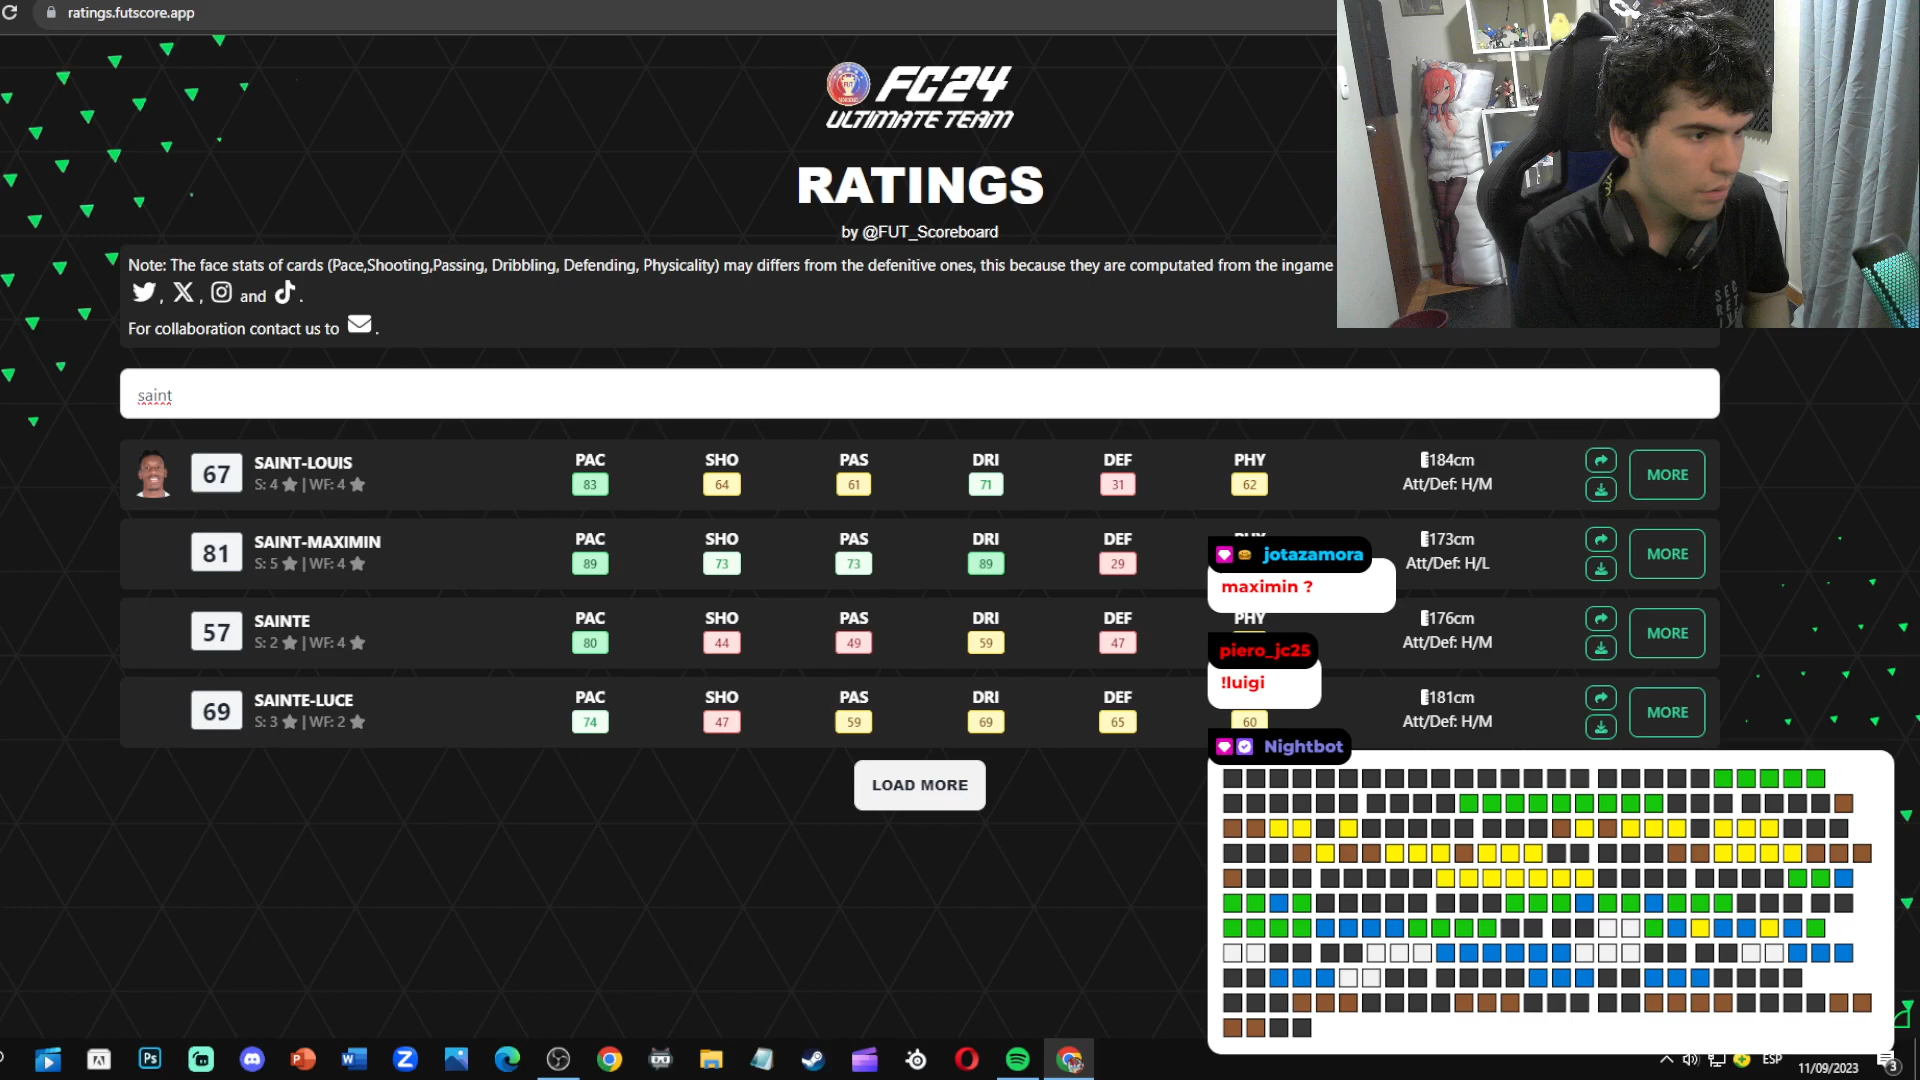 ratings.futscore.app
FC24
ULTIMATE TEAM
RATINGS
by @FUT_Scoreboard
Note: The face stats of cards (Pace,Shooting,Passing, Dribbling, Defending, Physicality) may differs from the defenitive ones, this because they are computated from the ingame
, , and .
For collaboration contact us to .
saint
67 SAINT-LOUIS PAC SHO PAS DRI DEF PHY 184cm
S: 4 | WF: 4 83 64 61 71 31 62 Att/Def: H/M MORE
81 SAINT-MAXIMIN PAC SHO PAS DRI DEF PHY 173cm
S: 5 | WF: 4 89 73 73 89 29 Att/Def: H/L MORE
jotazamora
maximin ?
57 SAINTE PAC SHO PAS DRI DEF PHY 176cm
S: 2 | WF: 4 80 44 49 59 47 Att/Def: H/M MORE
piero_jc25
!luigi
69 SAINTE-LUCE PAC SHO PAS DRI DEF 181cm
S: 3 | WF: 2 74 47 59 69 65 60 Att/Def: H/M MORE
Nightbot
LOAD MORE
Ps
ESP
11/09/2023
3